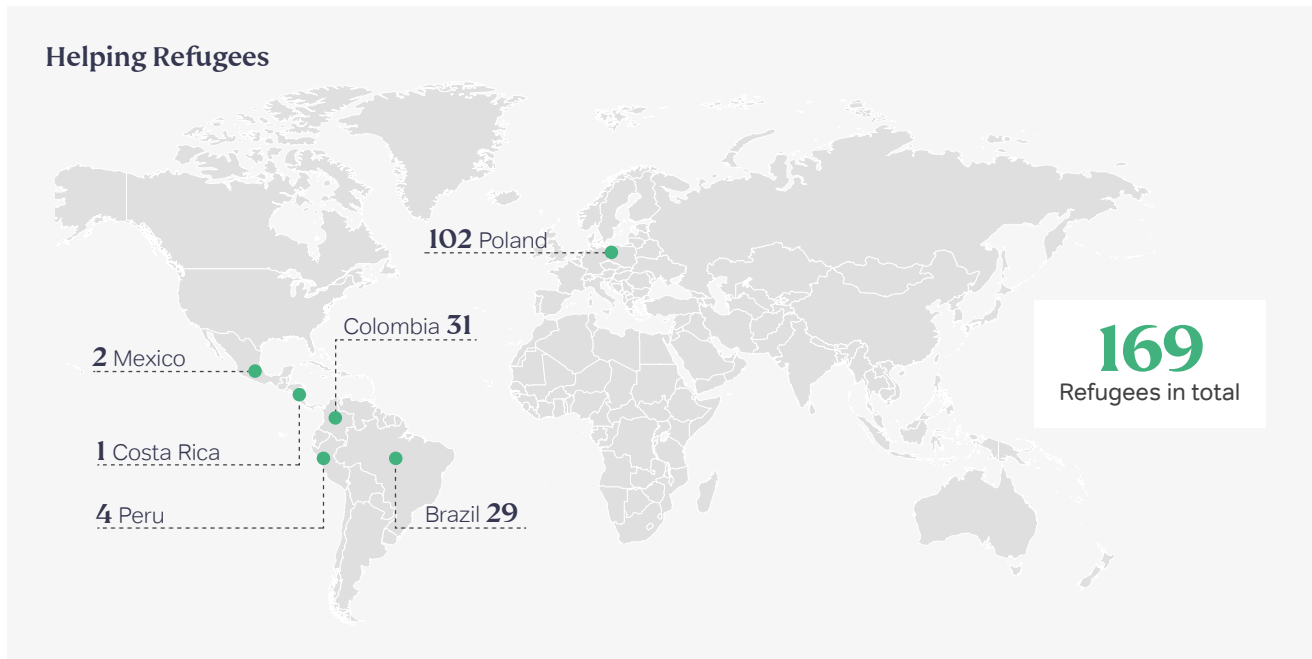 Helping Refugees
102 Poland
Colombia 31
2 Mexico
169
Refugees in total
1 Costa Rica
4 Peru
Brazil 29